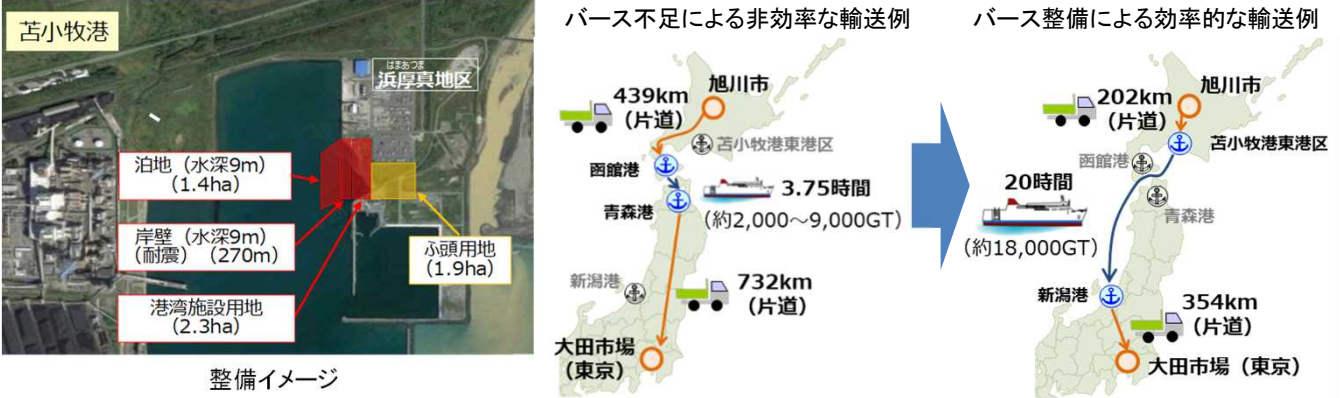 苫小牧港
はまあつま
浜厚真地区
泊地（水深9m）
（1.4ha）
岸壁（水深9m）
（耐震）（270m）
港湾施設用地
（2.3ha）
ふ頭用地
（1.9ha）
整備イメージ
バース不足による非効率な輸送例
旭川市
439km
（片道）
苫小牧港東港区
函館港
3.75時間
青森港
（約2,000～9,000GT）
新潟港
732km
（片道）
大田市場
（東京）
バース整備による効率的な輸送例
旭川市
202km
（片道）
苫小牧港東港区
函館港
20時間
青森港
（約18,000GT）
新潟港
354km
（片道）
大田市場（東京）